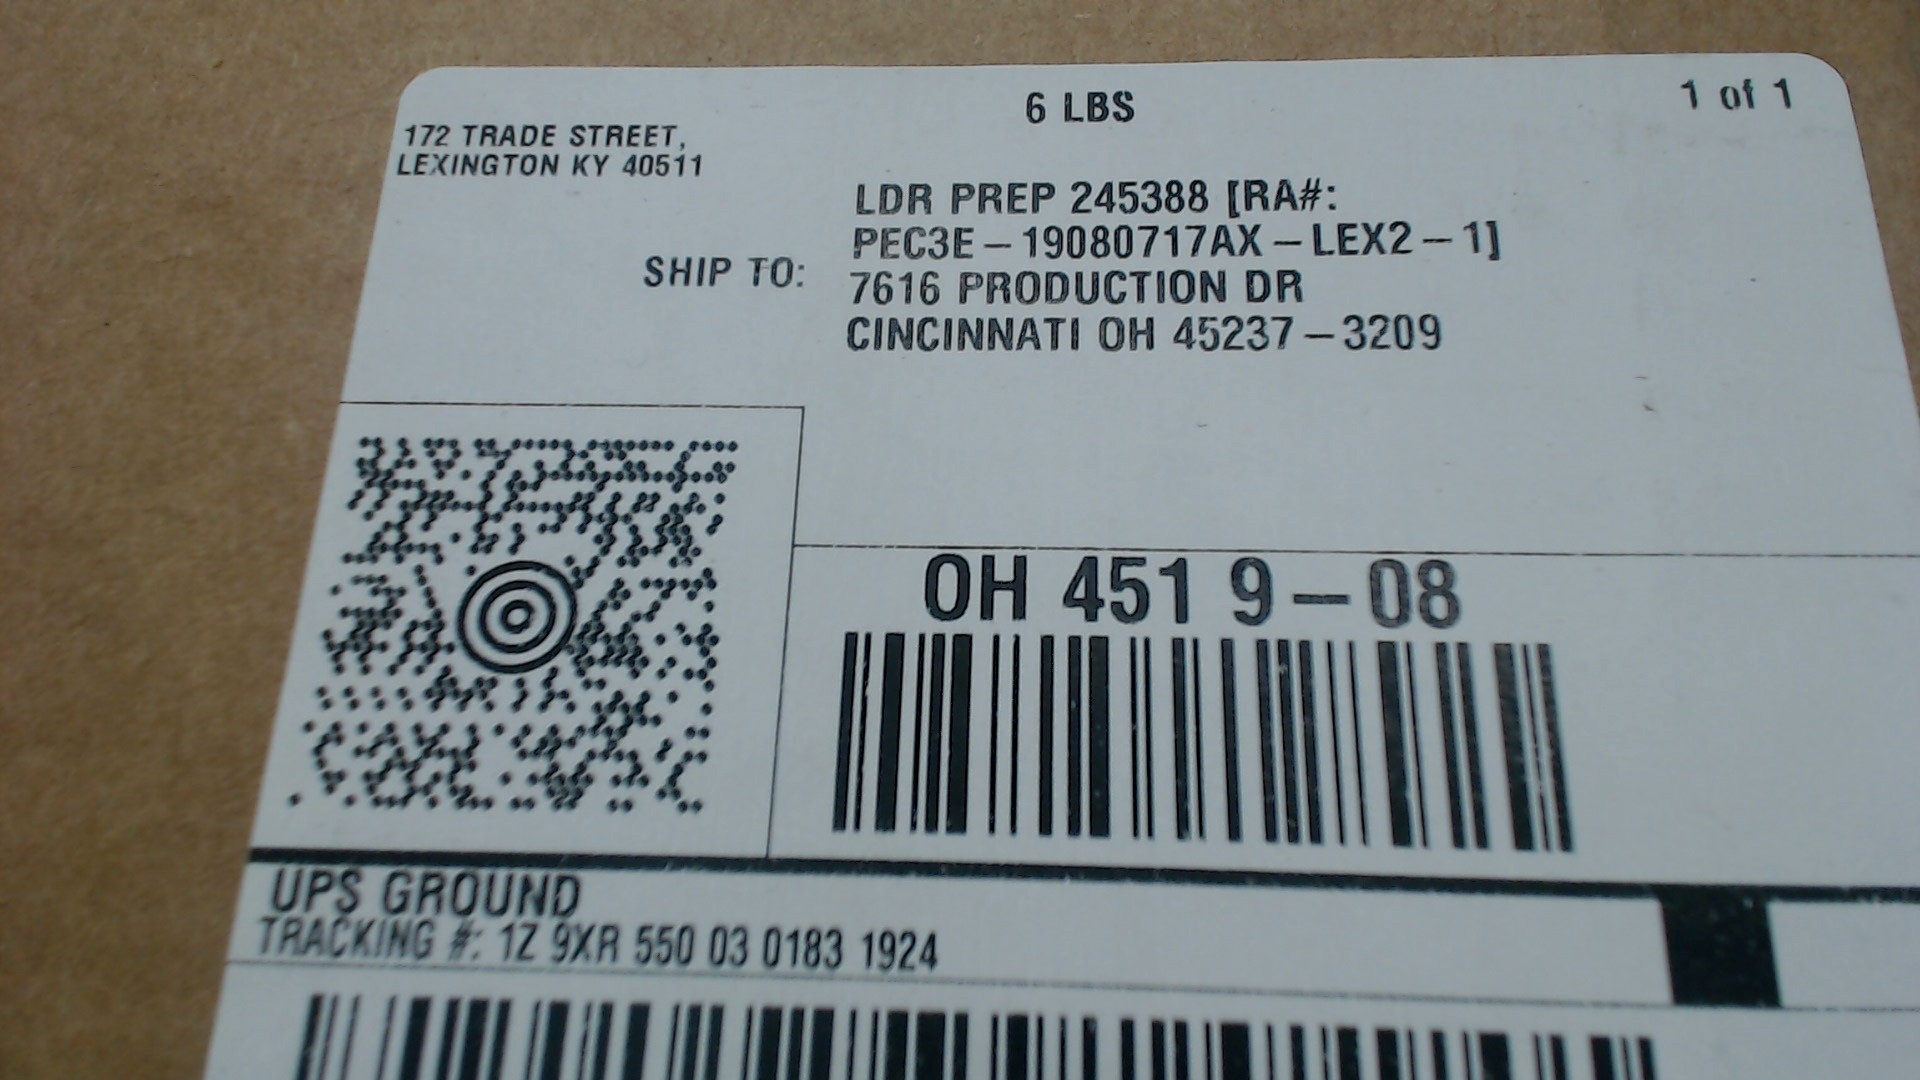 6 LBS
1 of 1
172 TRADE STREET,
LEXINGTON KY 40511
SHIP TO:
LDR PREP 245388 [RA#:
PEC3E-19080717AX-LEX2-1]
7616 PRODUCTION DR
CINCINNATI OH 45237-3209
OH 451 9-08
UPS GROUND
TRACKING #: 1Z 9XR 550 03 0183 1924